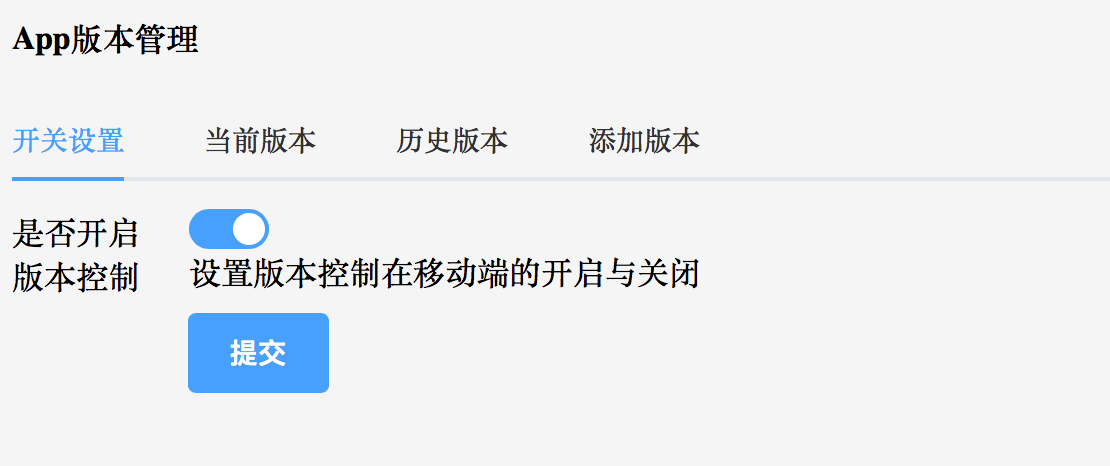 App版本管理
开关设置 当前版本 历史版本 添加版本
是否开启
版本控制
设置版本控制在移动端的开启与关闭
提交